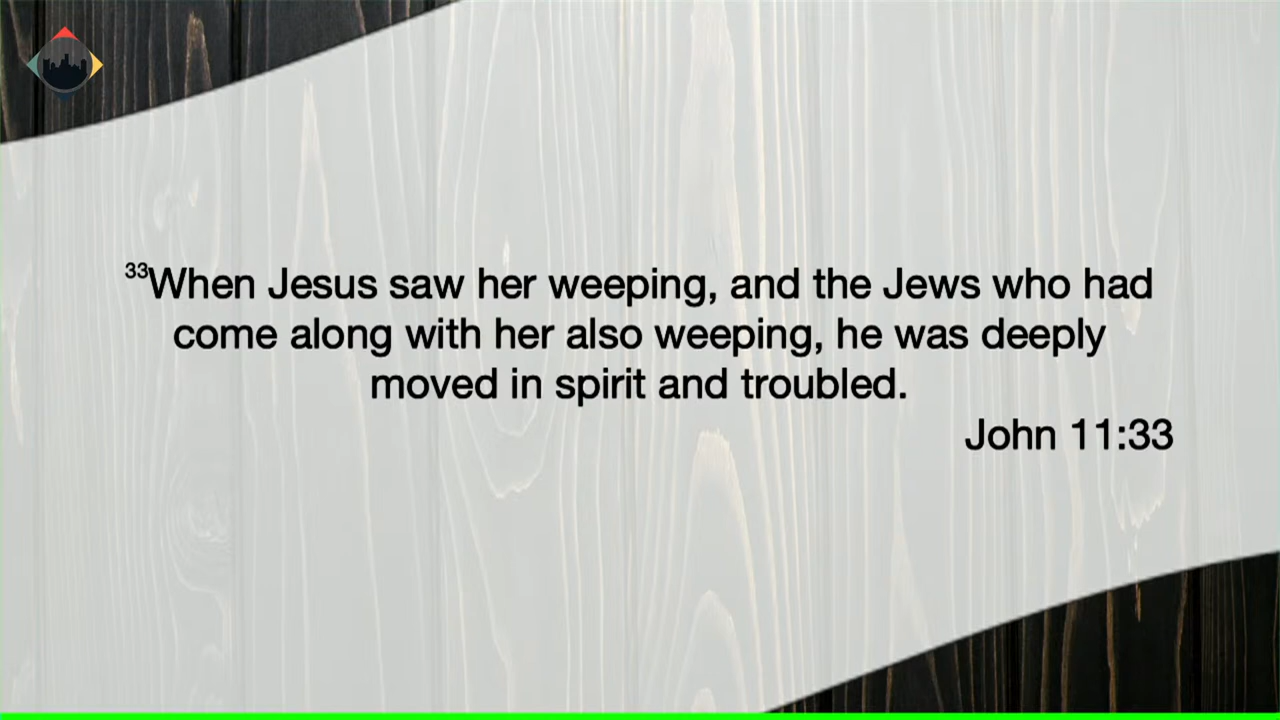 ³³When Jesus saw her weeping, and the Jews who had
come along with her also weeping, he was deeply
moved in spirit and troubled.
John 11:33